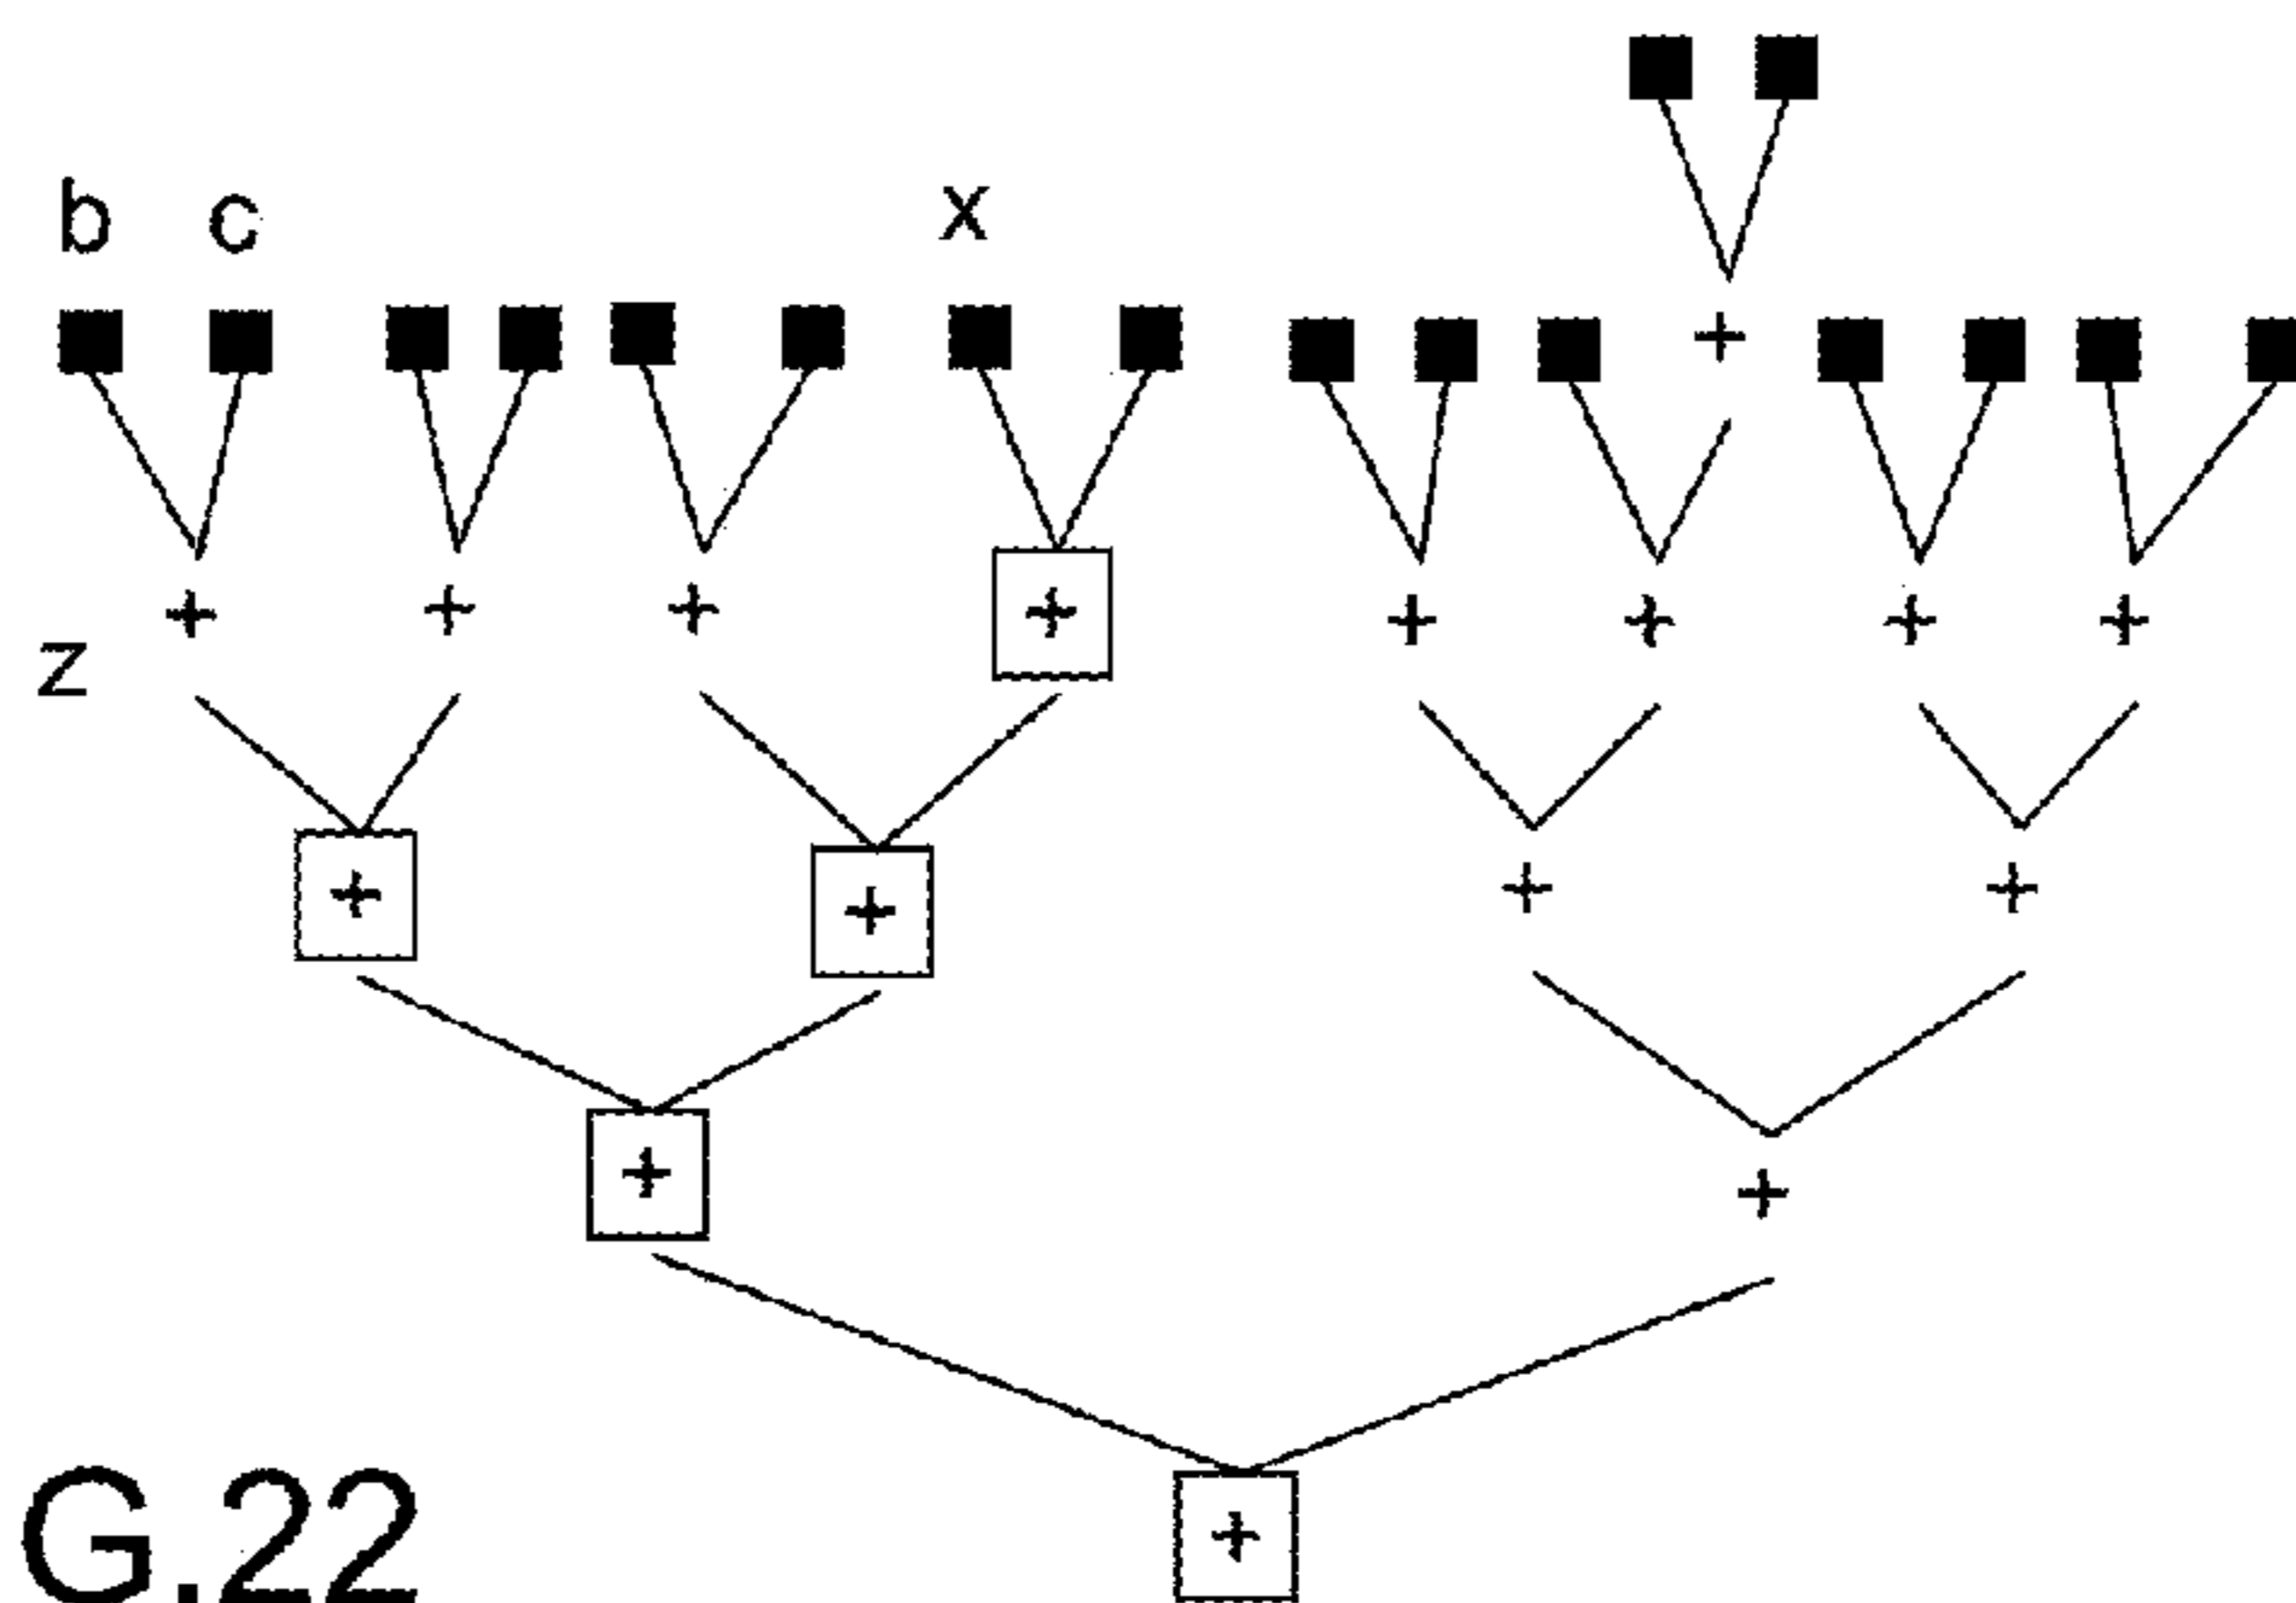 b c x
+
+ + + + + + + +
z
+ + + +
+ +
+
G.22